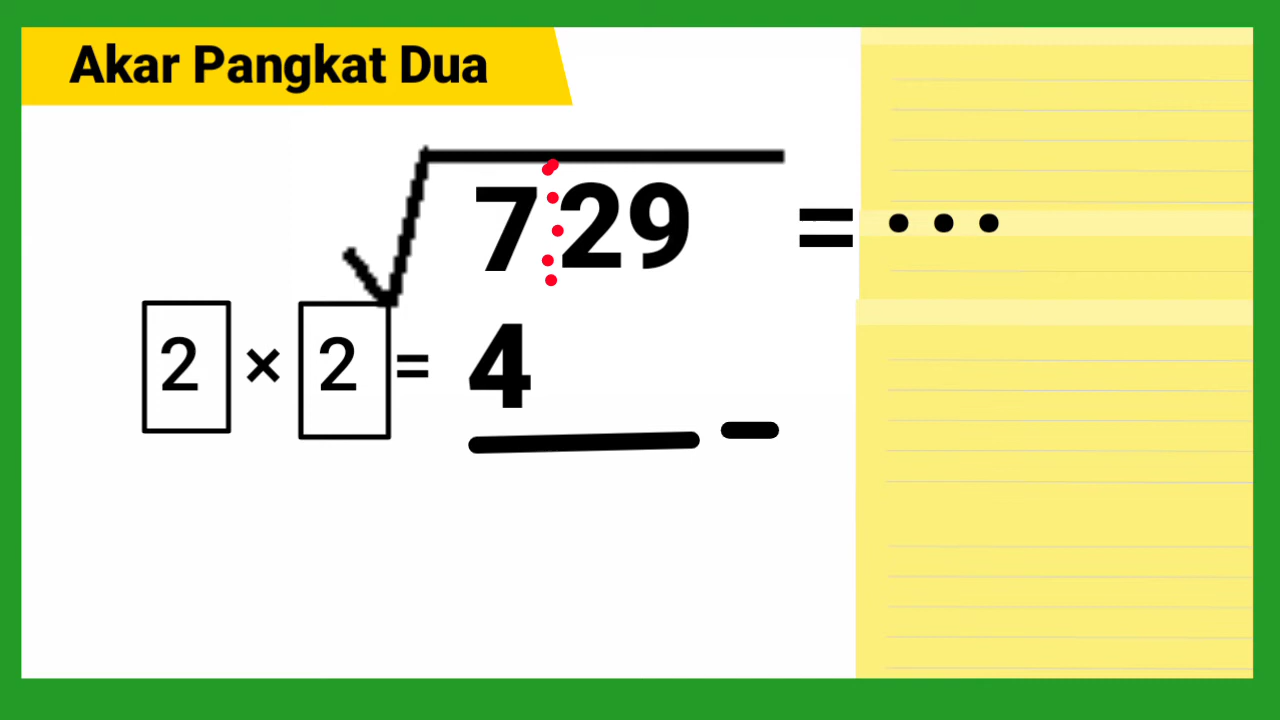 Akar Pangkat Dua
√729 = ...
2 × 2 = 4
–